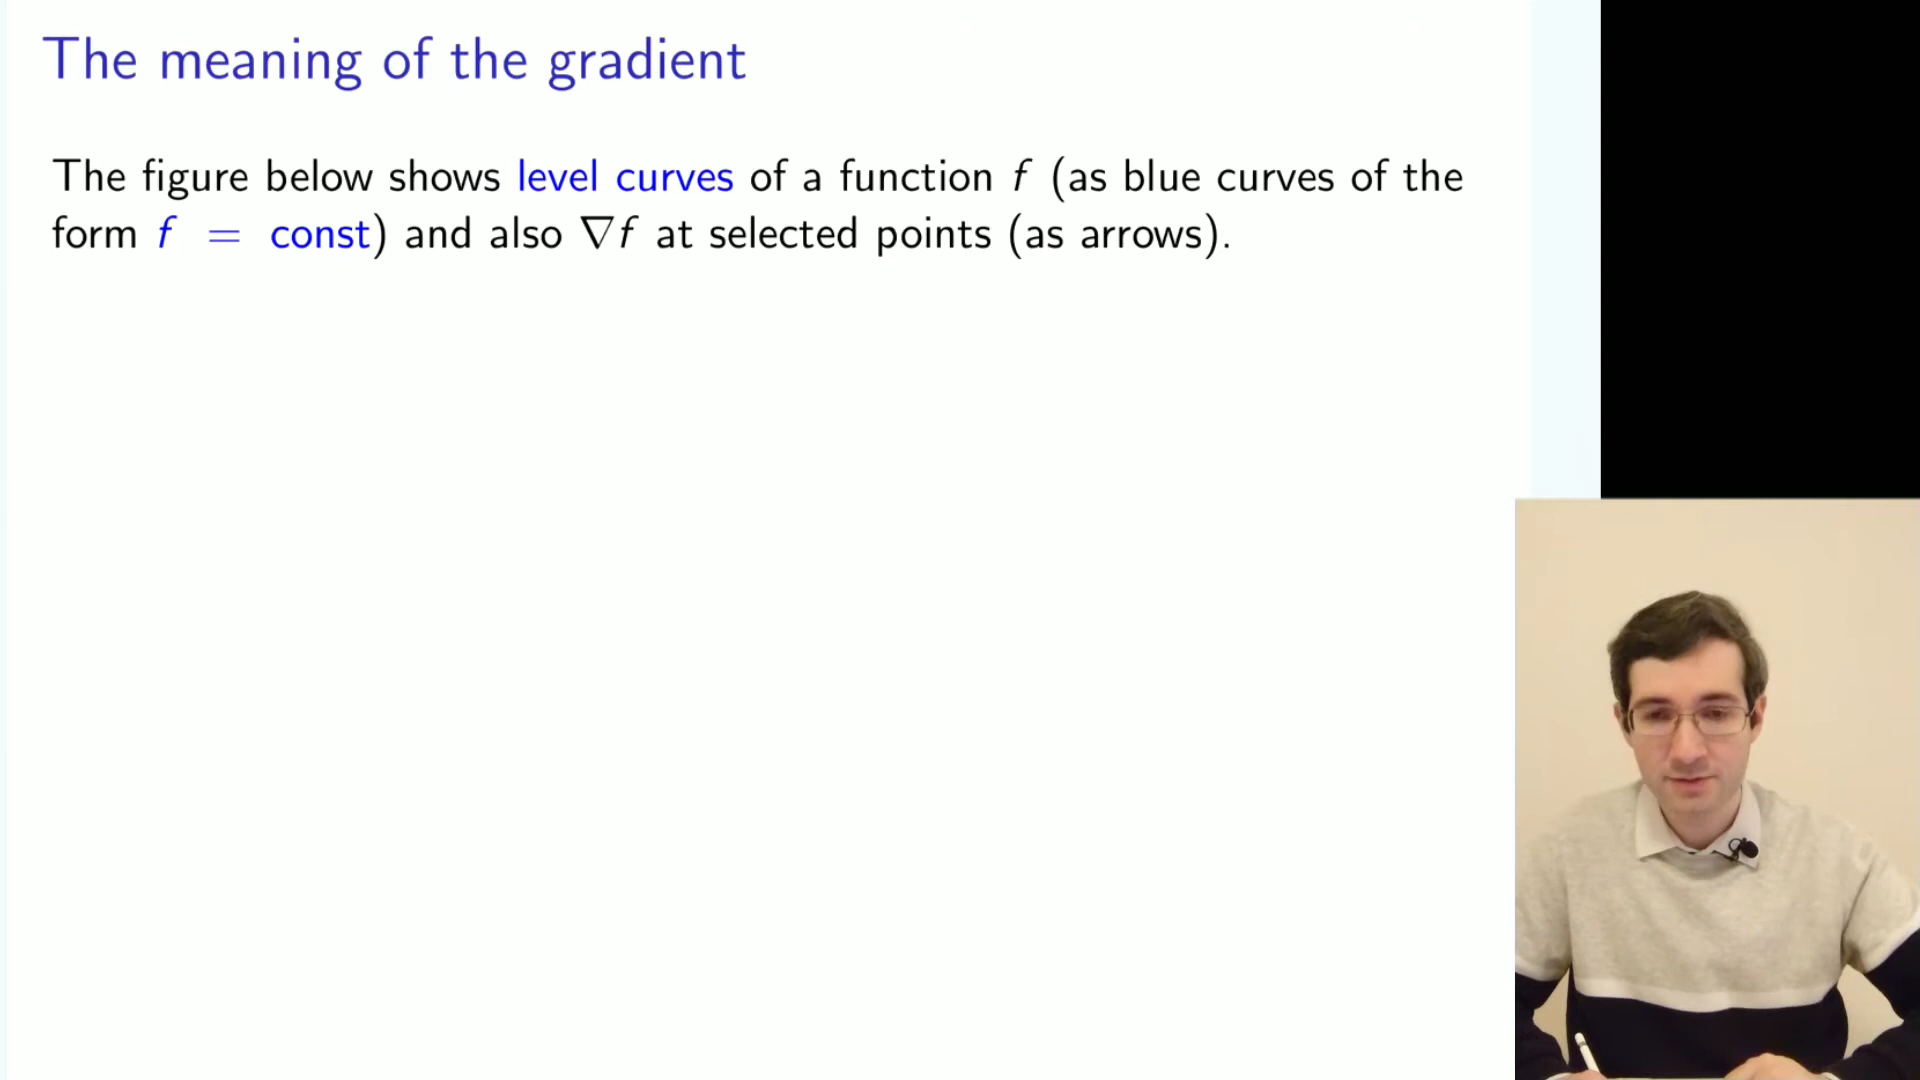 The meaning of the gradient
The figure below shows level curves of a function f (as blue curves of the
form f = const) and also ∇f at selected points (as arrows).